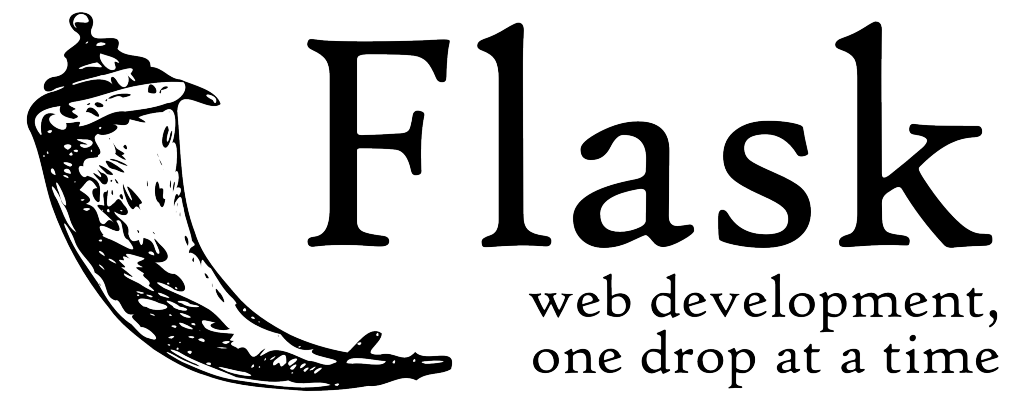 Flask
web development,
one drop at a time